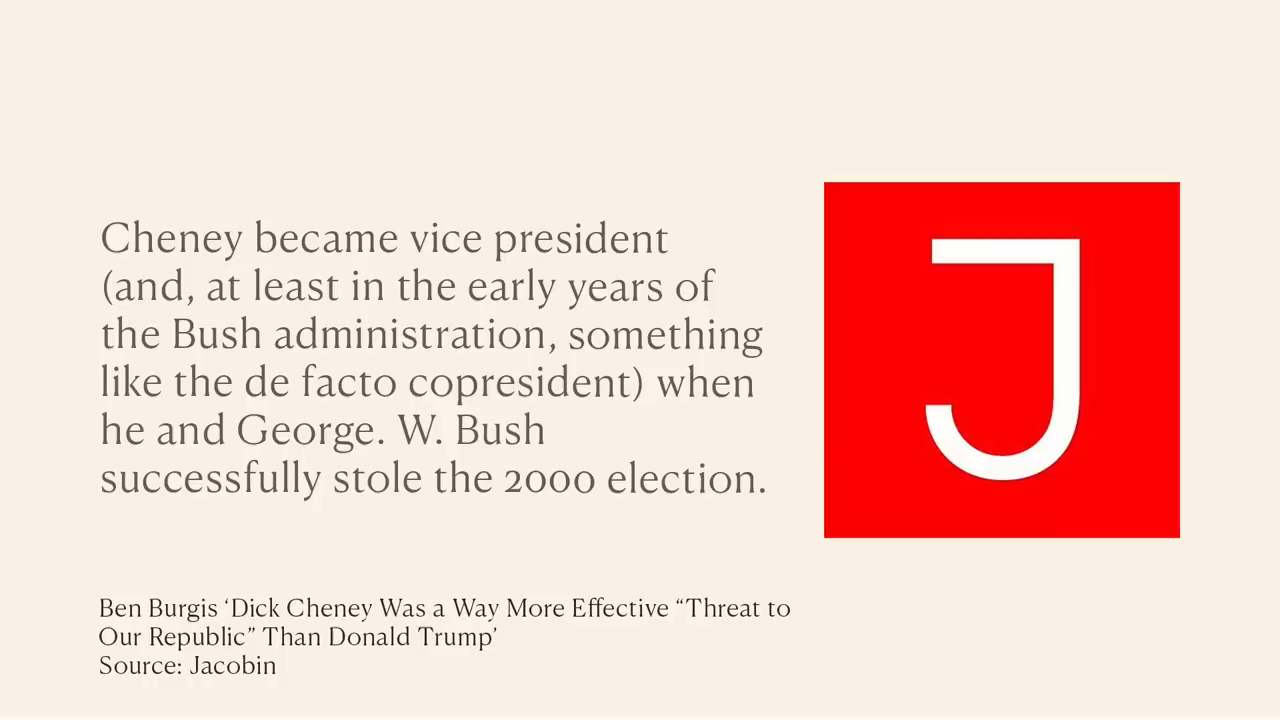 Cheney became vice president
(and, at least in the early years of
the Bush administration, something
like the de facto copresident) when
he and George. W. Bush
successfully stole the 2000 election.
J
Ben Burgis ‘Dick Cheney Was a Way More Effective “Threat to
Our Republic” Than Donald Trump’
Source: Jacobin